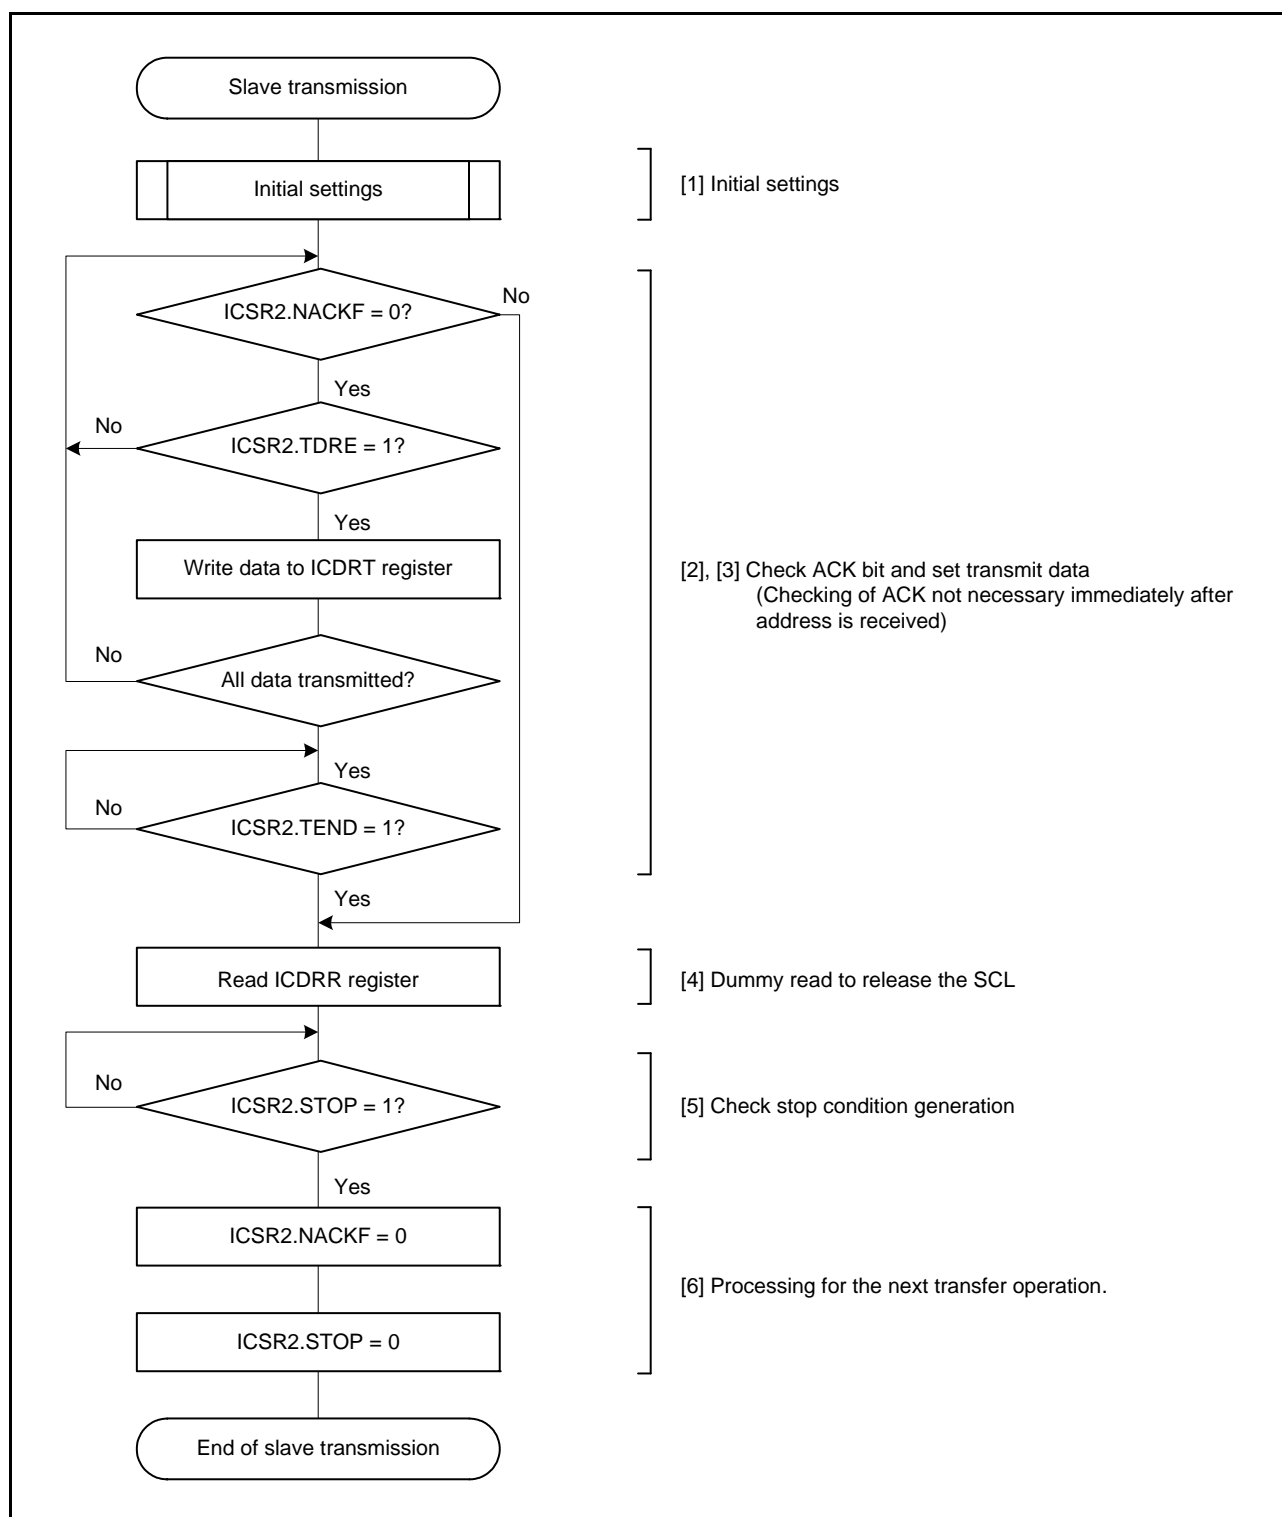 Slave transmission
Initial settings
[1] Initial settings
ICSR2.NACKF = 0?
No
Yes
No
ICSR2.TDRE = 1?
Yes
Write data to ICDRT register
[2], [3] Check ACK bit and set transmit data
(Checking of ACK not necessary immediately after
address is received)
No
All data transmitted?
Yes
No
ICSR2.TEND = 1?
Yes
Read ICDRR register
[4] Dummy read to release the SCL
No
ICSR2.STOP = 1?
[5] Check stop condition generation
Yes
ICSR2.NACKF = 0
[6] Processing for the next transfer operation.
ICSR2.STOP = 0
End of slave transmission